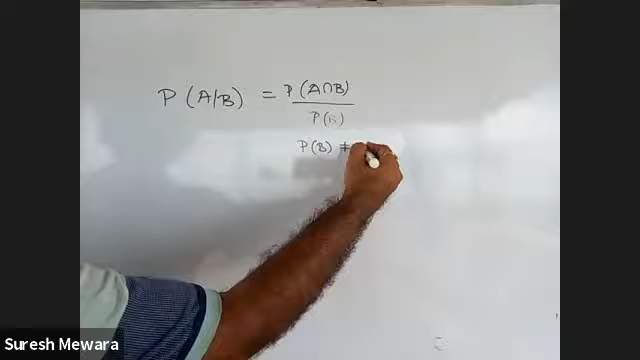 P (A/B) = P (A∩B) / P(B)
P(B) ≠
Suresh Mewara